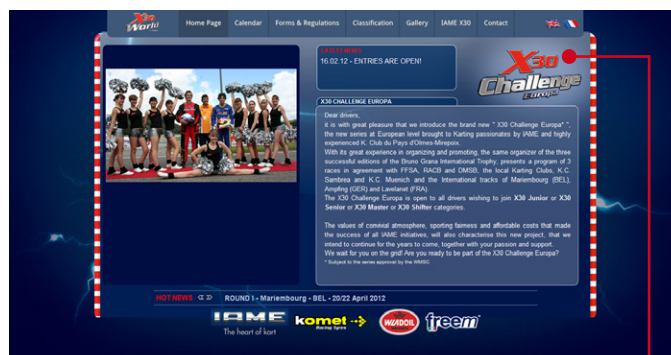 X30 World
Home Page Calendar Forms & Regulations Classification Gallery IAME X30 Contact
LATEST NEWS
16.02.12 - ENTRIES ARE OPEN!
X30 Challenge Europa
X30 CHALLENGE EUROPA
Dear drivers,
it is with great pleasure that we introduce the brand new " X30 Challenge Europa* ",
the new series at European level brought to Karting passionates by IAME and highly
experienced K. Club du Pays d'Olmes-Mirepoix.
With its great experience in organizing and promoting, the same organizer of the three
successful editions of the Bruno Grana International Trophy, presents a program of 3
races in agreement with FFSA, RACB and DMSB, the local Karting Clubs, K.C.
Sambrea and K.C. Muenich and the International tracks of Mariembourg (BEL),
Ampfing (GER) and Lavelanet (FRA).
The X30 Challenge Europa is open to all drivers wishing to join X30 Junior or X30
Senior or X30 Master or X30 Shifter categories.
The values of convivial atmosphere, sporting fairness and affordable costs that made
the success of all IAME initiatives, will also characterise this new project, that we
intend to continue for the years to come, together with your passion and support.
We wait for you on the grid! Are you ready to be part of the X30 Challenge Europa?
* Subject to the series approval by the WMSC
HOT NEWS ROUND 1 - Mariembourg - BEL - 20/22 April 2012
IAME komet WLADOIL freem
Racing Tyres
The heart of kart